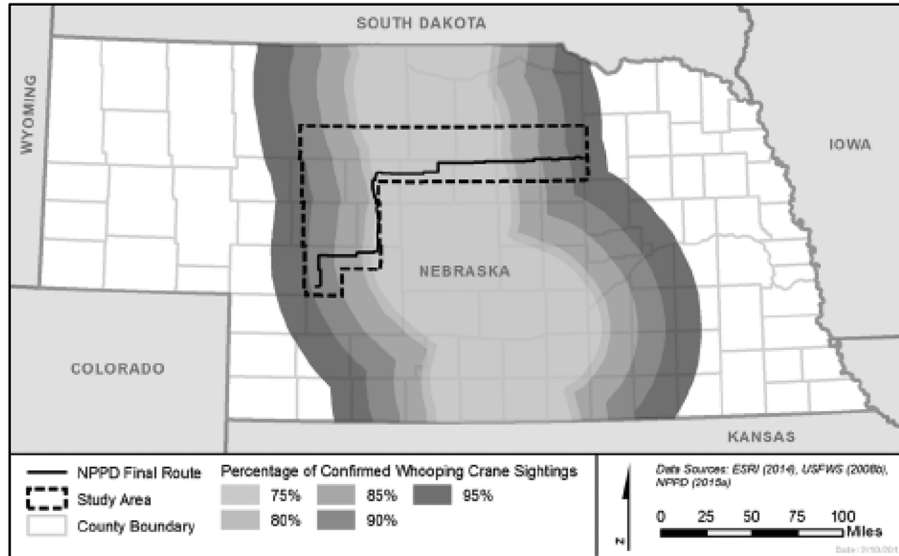 SOUTH DAKOTA
WYOMING
IOWA
NEBRASKA
COLORADO
KANSAS
NPPD Final Route
Study Area
County Boundary
Percentage of Confirmed Whooping Crane Sightings
75% 85% 95%
80% 90%
N
Data Sources: ESRI (2014), USFWS (2008b),
NPPD (2015a)
0 25 50 75 100
Miles